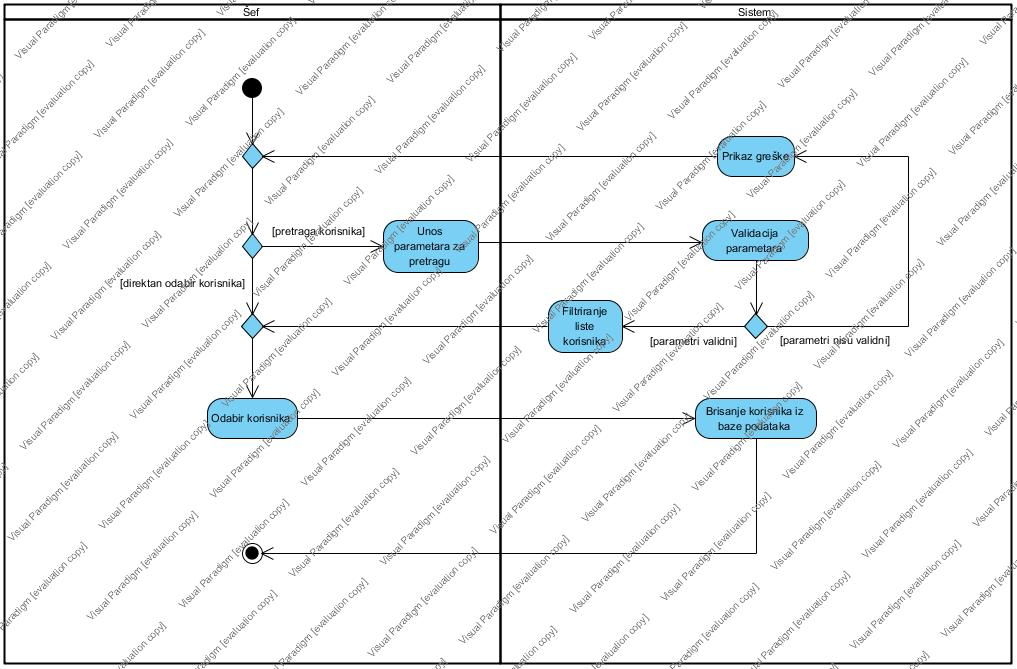 Šef
Sistem
Prikaz greške
[pretraga korisnika]
Unos
parametara za
pretragu
Validacija
parametara
[direktan odabir korisnika]
Filtriranje
liste
korisnika
[parametri validni]
[parametri nisu validni]
Odabir korisnika
Brisanje korisnika iz
baze podataka
Visual Paradigm [evaluation copy]